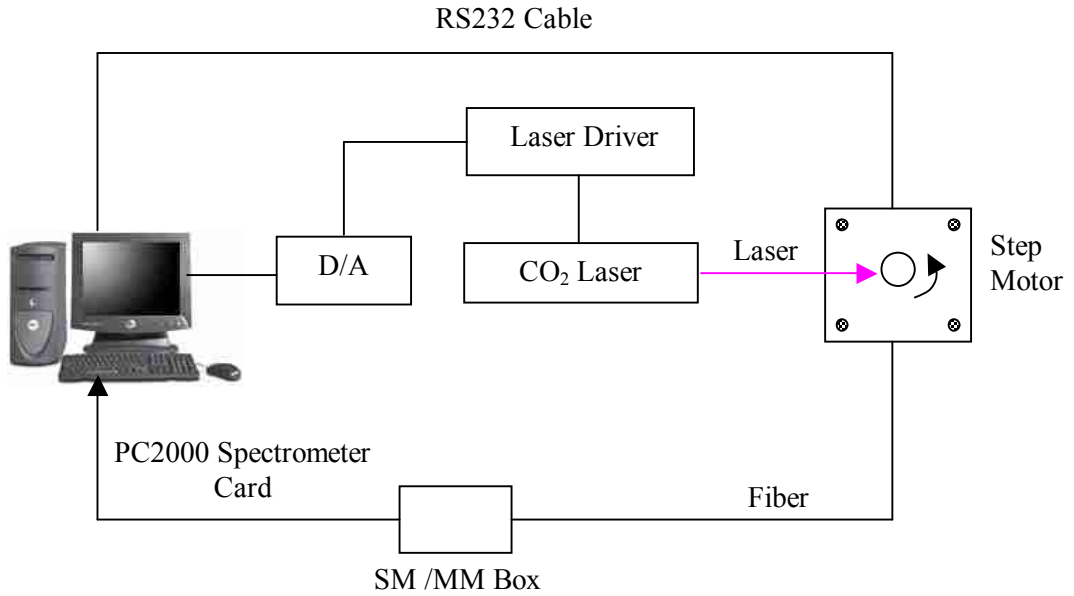 RS232 Cable
Laser Driver
D/A
CO₂ Laser
Laser
Step
Motor
PC2000 Spectrometer
Card
Fiber
SM /MM Box